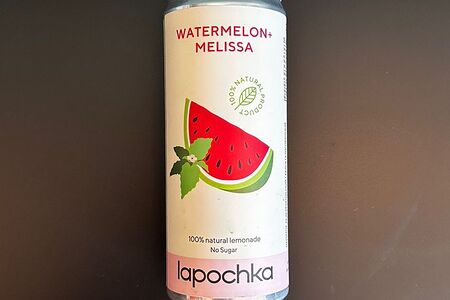 WATERMELON+
MELISSA
100% NATURAL PRODUCT
100% natural lemonade
No Sugar
lapochka